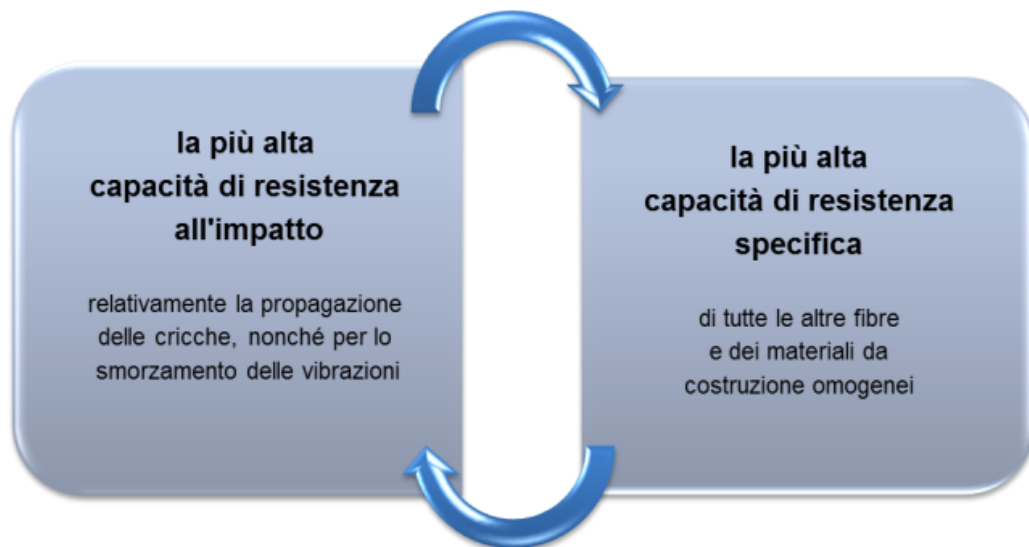 la più alta
capacità di resistenza
all'impatto
relativamente la propagazione
delle cricche, nonché per lo
smorzamento delle vibrazioni
la più alta
capacità di resistenza
specifica
di tutte le altre fibre
e dei materiali da
costruzione omogenei